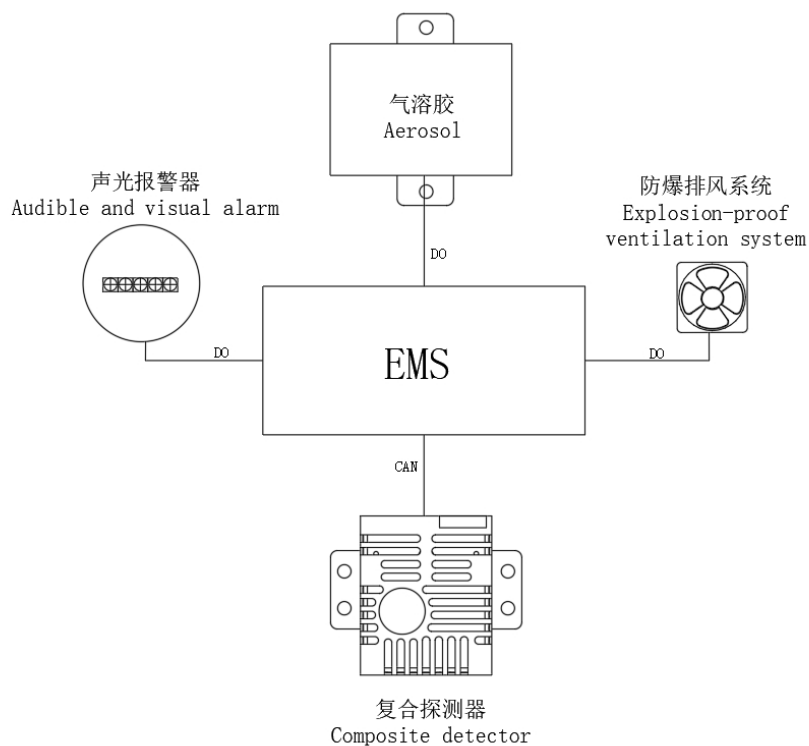 气溶胶
Aerosol
声光报警器
Audible and visual alarm
防爆排风系统
Explosion-proof
ventilation system
DO
DO
EMS
DO
CAN
复合探测器
Composite detector